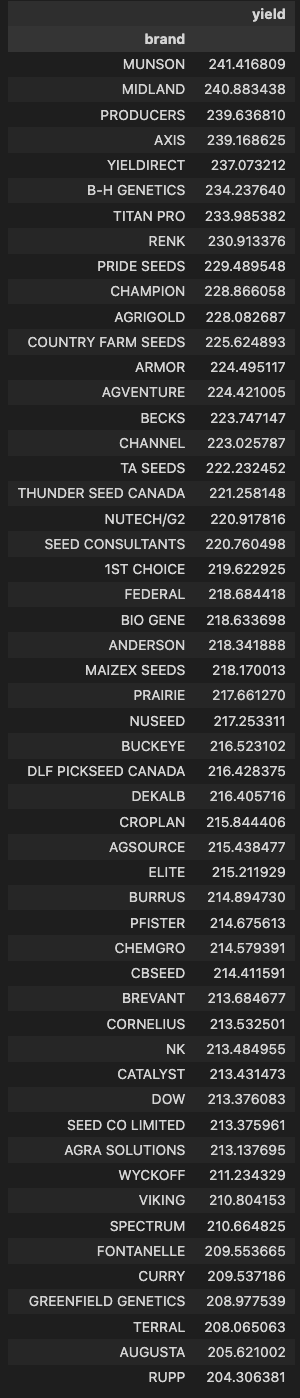 yield
brand
MUNSON 241.416809
MIDLAND 240.883438
PRODUCERS 239.636810
AXIS 239.168625
YIELDIRECT 237.073212
B-H GENETICS 234.237640
TITAN PRO 233.985382
RENK 230.913376
PRIDE SEEDS 229.489548
CHAMPION 228.866058
AGRIGOLD 228.082687
COUNTRY FARM SEEDS 225.624893
ARMOR 224.495117
AGVENTURE 224.421005
BECKS 223.747147
CHANNEL 223.025787
TA SEEDS 222.232452
THUNDER SEED CANADA 221.258148
NUTECH/G2 220.917816
SEED CONSULTANTS 220.760498
1ST CHOICE 219.622925
FEDERAL 218.684418
BIO GENE 218.633698
ANDERSON 218.341888
MAIZEX SEEDS 218.170013
PRAIRIE 217.661270
NUSEED 217.253311
BUCKEYE 216.523102
DLF PICKSEED CANADA 216.428375
DEKALB 216.405716
CROPLAN 215.844406
AGSOURCE 215.438477
ELITE 215.211929
BURRUS 214.894730
PFISTER 214.675613
CHEMGRO 214.579391
CBSEED 214.411591
BREVANT 213.684677
CORNELIUS 213.532501
NK 213.484955
CATALYST 213.431473
DOW 213.376083
SEED CO LIMITED 213.375961
AGRA SOLUTIONS 213.137695
WYCKOFF 211.234329
VIKING 210.804153
SPECTRUM 210.664825
FONTANELLE 209.553665
CURRY 209.537186
GREENFIELD GENETICS 208.977539
TERRAL 208.065063
AUGUSTA 205.621002
RUPP 204.306381